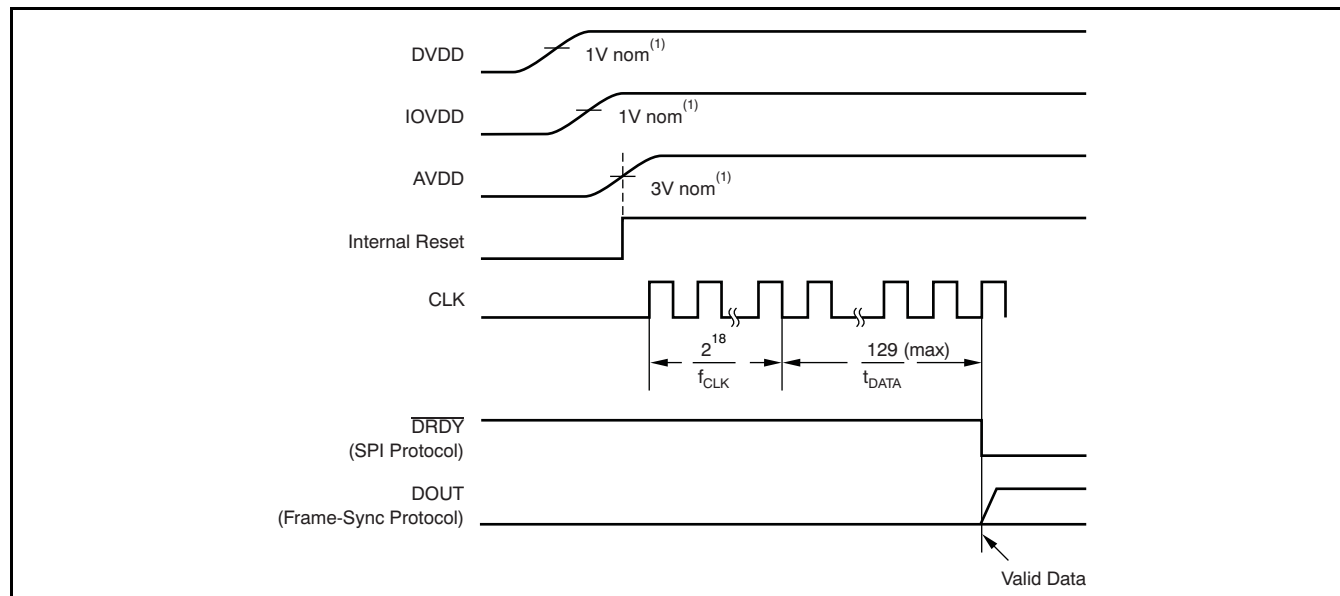 DVDD
1V nom(1)
IOVDD
1V nom(1)
AVDD
3V nom(1)
Internal Reset
CLK
2^18
f_CLK
129 (max)
t_DATA
D̅R̅D̅Y̅
(SPI Protocol)
DOUT
(Frame-Sync Protocol)
Valid Data